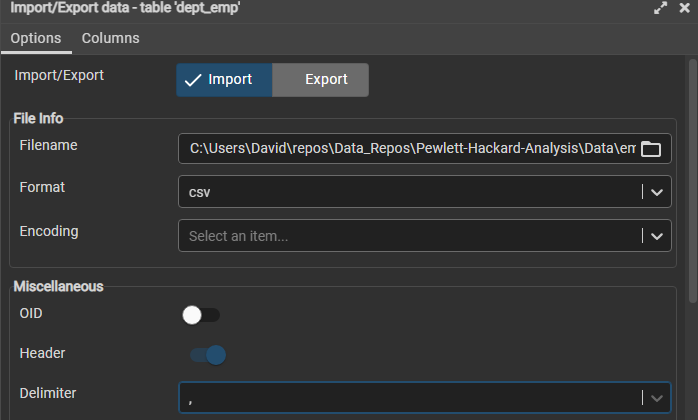 Import/Export data - table 'dept_emp'
Options Columns
Import/Export Import Export
File Info
Filename C:\Users\David\repos\Data_Repos\Pewlett-Hackard-Analysis\Data\em
Format csv
Encoding Select an item...
Miscellaneous
OID
Header
Delimiter ,